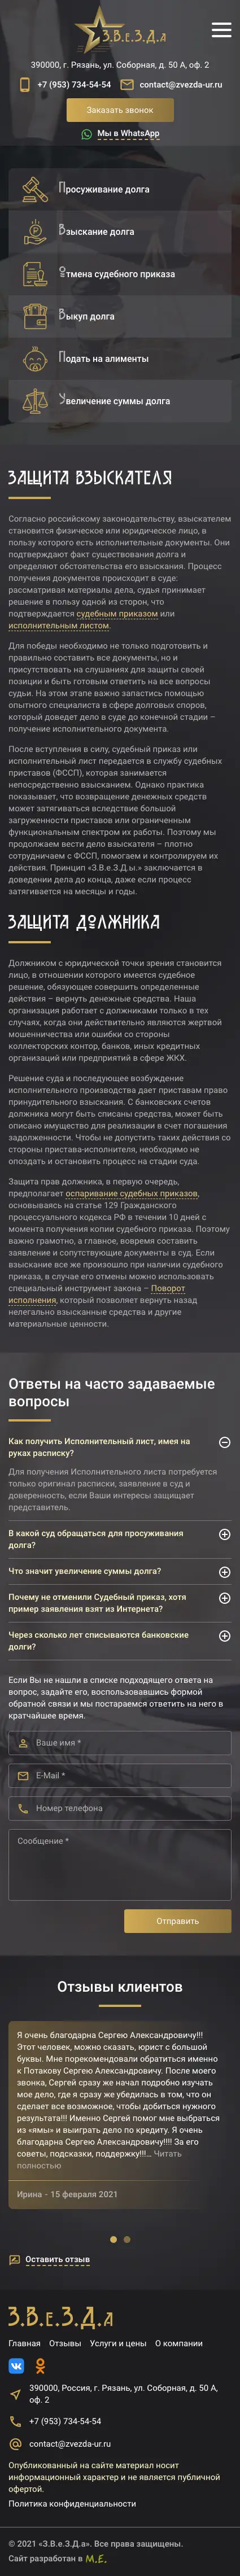 З.В.е.З.Д.а
390000, г. Рязань, ул. Соборная, д. 50 А, оф. 2
+7 (953) 734-54-54
contact@zvezda-ur.ru
Заказать звонок
Мы в WhatsApp
Просуживание долга
Взыскание долга
Отмена судебного приказа
Выкуп долга
Подать на алименты
Увеличение суммы долга
ЗАЩИТА ВЗЫСКАТЕЛЯ
Согласно российскому законодательству, взыскателем
становится физическое или юридическое лицо, в
пользу которого есть исполнительные документы. Они
подтверждают факт существования долга и
определяют обстоятельства его взыскания. Процесс
получения документов происходит в суде:
рассматривая материалы дела, судья принимает
решение в пользу одной из сторон, что
подтверждается судебным приказом или
исполнительным листом.
Для победы необходимо не только подготовить и
правильно составить все документы, но и
присутствовать на слушаниях для защиты своей
позиции и быть готовым ответить на все вопросы
судьи. На этом этапе важно запастись помощью
опытного специалиста в сфере долговых споров,
который доведет дело в суде до конечной стадии –
получение исполнительного документа.
После вступления в силу, судебный приказ или
исполнительный лист передается в службу судебных
приставов (ФССП), которая занимается
непосредственно взысканием. Однако практика
показывает, что возвращение денежных средств
может затягиваться вследствие большой
загруженности приставов или ограниченным
функциональным спектром их работы. Поэтому мы
продолжаем вести дело взыскателя – плотно
сотрудничаем с ФССП, помогаем и контролируем их
действия. Принцип «З.В.е.З.Д.ы.» заключается в
доведении дела до конца, даже если процесс
затягивается на месяцы и годы.
ЗАЩИТА ДОЛЖНИКА
Должником с юридической точки зрения становится
лицо, в отношении которого имеется судебное
решение, обязующее совершить определенные
действия – вернуть денежные средства. Наша
организация работает с должниками только в тех
случаях, когда они действительно являются жертвой
мошенничества или ошибки со стороны
коллекторских контор, банков, иных кредитных
организаций или предприятий в сфере ЖКХ.
Решение суда и последующее возбуждение
исполнительного производства дает приставам право
принудительного взыскания. С банковских счетов
должника могут быть списаны средства, может быть
описано имущество для реализации в счет погашения
задолженности. Чтобы не допустить таких действия со
стороны пристава-исполнителя, необходимо не
опоздать и остановить процесс на стадии суда.
Защита прав должника, в первую очередь,
предполагает оспаривание судебных приказов,
основываясь на статье 129 Гражданского
процессуального кодекса РФ в течении 10 дней с
момента получения копии судебного приказа. Поэтому
важно грамотно, а главное, вовремя составить
заявление и сопутствующие документы в суд. Если
взыскание все же произошло при наличии судебного
приказа, в случае его отмены можно использовать
специальный инструмент закона – Поворот
исполнения, который позволяет вернуть назад
нелегально взысканные средства и другие
материальные ценности.
Ответы на часто задаваемые
вопросы
Как получить Исполнительный лист, имея на
руках расписку?
Для получения Исполнительного листа потребуется
только оригинал расписки, заявление в суд и
доверенность, если Ваши интересы защищает
представитель.
В какой суд обращаться для просуживания
долга?
Что значит увеличение суммы долга?
Почему не отменили Судебный приказ, хотя
пример заявления взят из Интернета?
Через сколько лет списываются банковские
долги?
Если Вы не нашли в списке подходящего ответа на
вопрос, задайте его, воспользовавшись формой
обратной связи и мы постараемся ответить на него в
кратчайшее время.
Ваше имя *
E-Mail *
Номер телефона
Сообщение *
Отправить
Отзывы клиентов
Я очень благодарна Сергею Александровичу!!!
Этот человек, можно сказать, юрист с большой
буквы. Мне порекомендовали обратиться именно
к Потакову Сергею Александровичу. После моего
звонка, Сергей сразу же начал подробно изучать
мое дело, где я сразу же убедилась в том, что он
сделает все возможное, чтобы добиться нужного
результата!!! Именно Сергей помог мне выбраться
из «ямы» и выиграть дело по кредиту. Я очень
благодарна Сергею Александровичу!!!! За его
советы, подсказки, поддержку!!!... Читать
полностью
Ирина - 15 февраля 2021
Оставить отзыв
З.В.е.З.Д.а
Главная Отзывы Услуги и цены О компании
390000, Россия, г. Рязань, ул. Соборная, д. 50 А,
оф. 2
+7 (953) 734-54-54
contact@zvezda-ur.ru
Опубликованный на сайте материал носит
информационный характер и не является публичной
офертой.
Политика конфиденциальности
© 2021 «З.В.е.З.Д.а». Все права защищены.
Сайт разработан в М.Е.